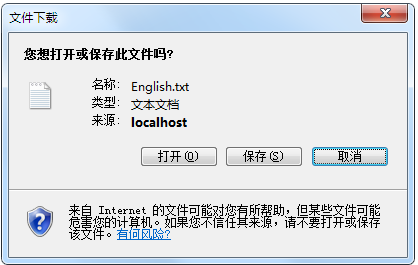 文件下载
您想打开或保存此文件吗?
名称: English.txt
类型: 文本文档
来源: localhost
打开(O) 保存(S) 取消
来自 Internet 的文件可能对您有所帮助，但某些文件可能
危害您的计算机。如果您不信任其来源，请不要打开或保存
该文件。有何风险?